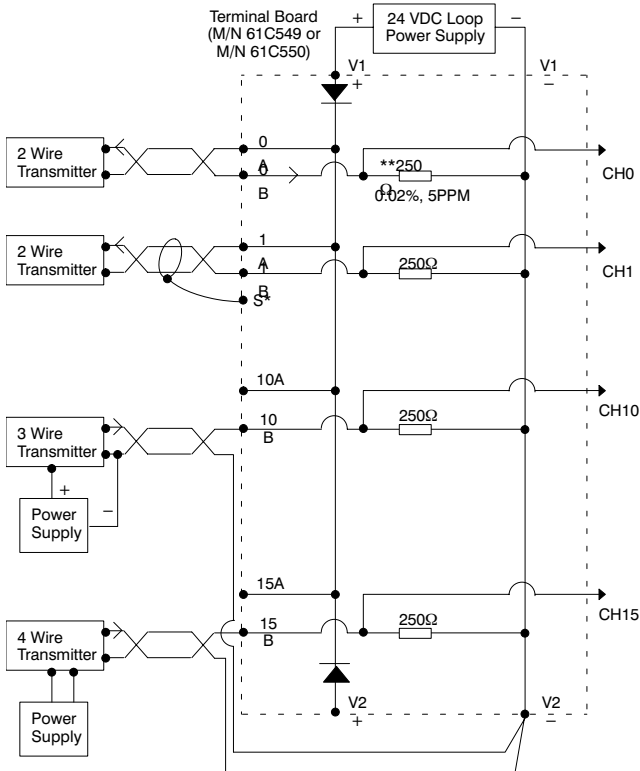 Terminal Board
(M/N 61C549 or
M/N 61C550)
+
24 VDC Loop
Power Supply
−
V1
+
V1
−
2 Wire
Transmitter
0
A
0
B
**250
Ω
0.02%, 5PPM
CH0
2 Wire
Transmitter
1
A
1
B
S*
250Ω
CH1
10A
10
B
250Ω
CH10
3 Wire
Transmitter
+
−
Power
Supply
15A
15
B
250Ω
CH15
4 Wire
Transmitter
Power
Supply
V2
+
V2
−